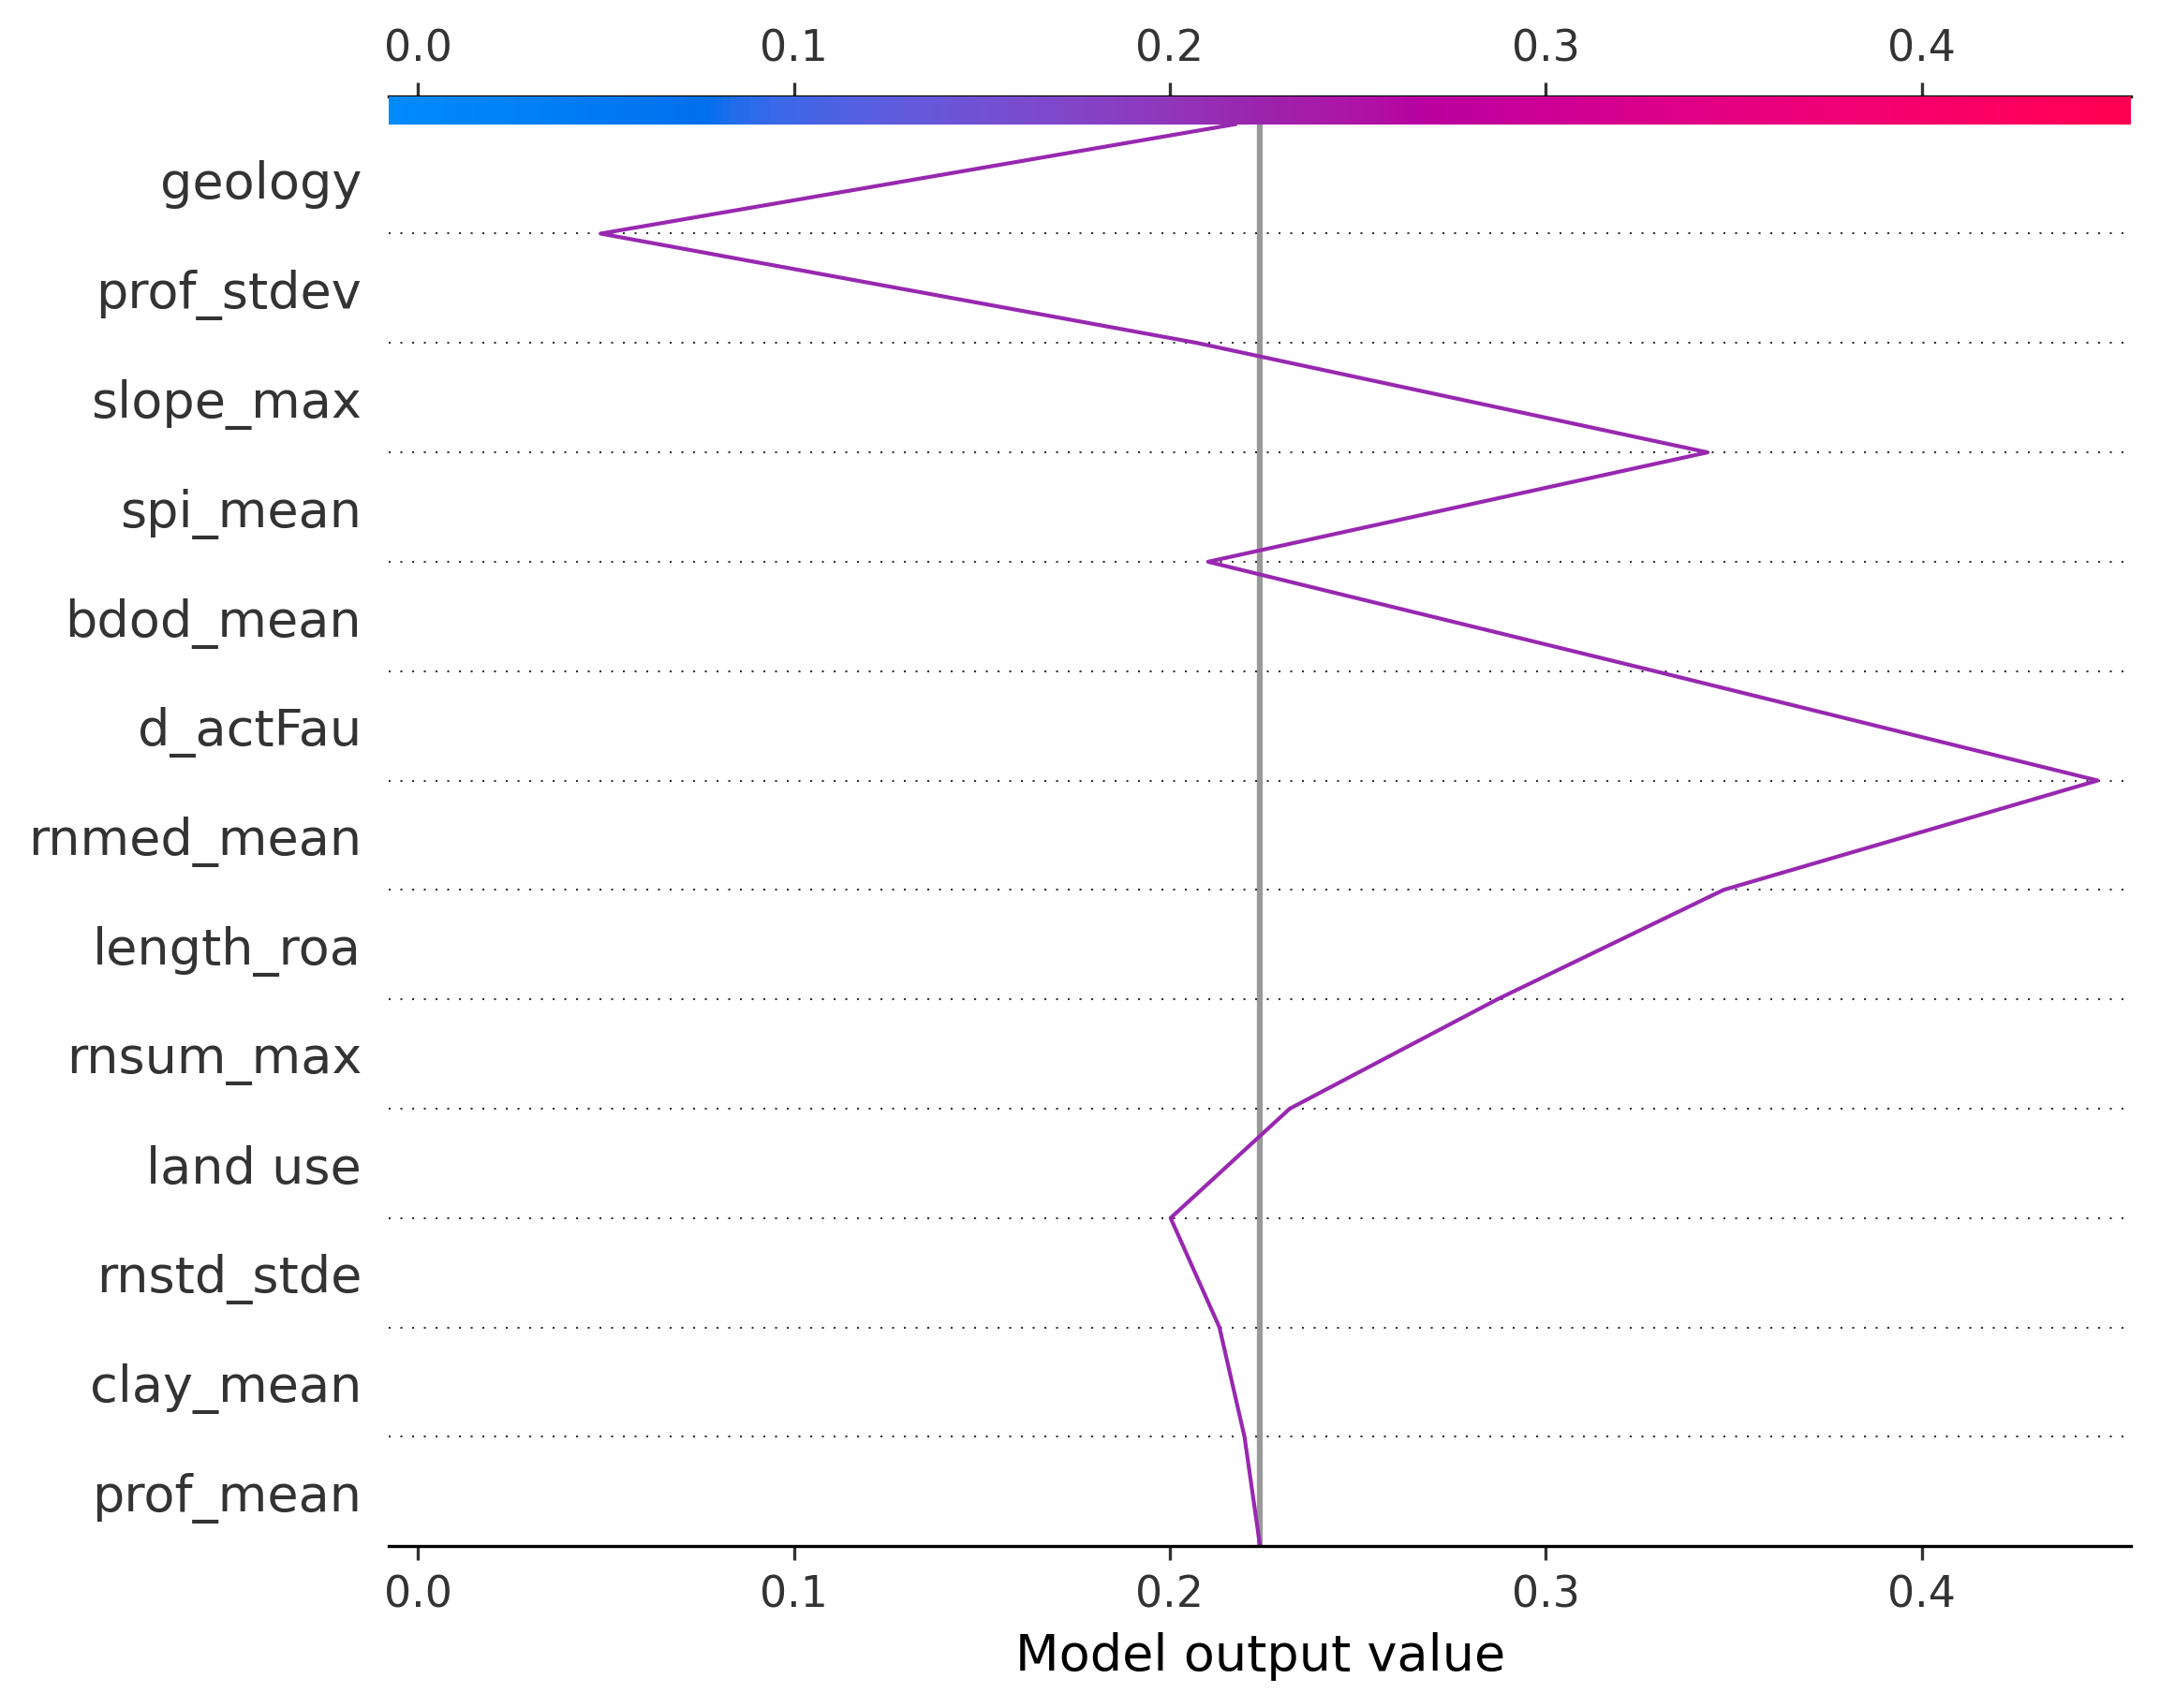 0.0 0.1 0.2 0.3 0.4
geology
prof_stdev
slope_max
spi_mean
bdod_mean
d_actFau
rnmed_mean
length_roa
rnsum_max
land use
rnstd_stde
clay_mean
prof_mean
0.0 0.1 0.2 0.3 0.4
Model output value